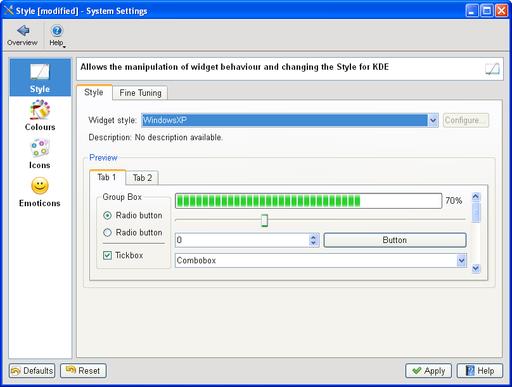 Style [modified] - System Settings
Overview
Help
Allows the manipulation of widget behaviour and changing the Style for KDE
Style
Colours
Icons
Emoticons
Style
Fine Tuning
Widget style:
WindowsXP
Configure...
Description: No description available.
Preview
Tab 1
Tab 2
Group Box
70%
Radio button
Radio button
0
Button
Tickbox
Combobox
Defaults
Reset
Apply
Help